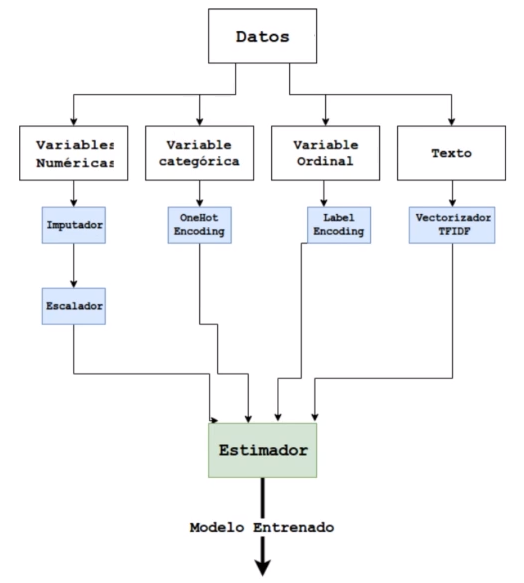 Datos
Variables
Numéricas
Variable
categórica
Variable
Ordinal
Texto
Imputador
OneHot
Encoding
Label
Encoding
Vectorizador
TFIDF
Escalador
Estimador
Modelo Entrenado